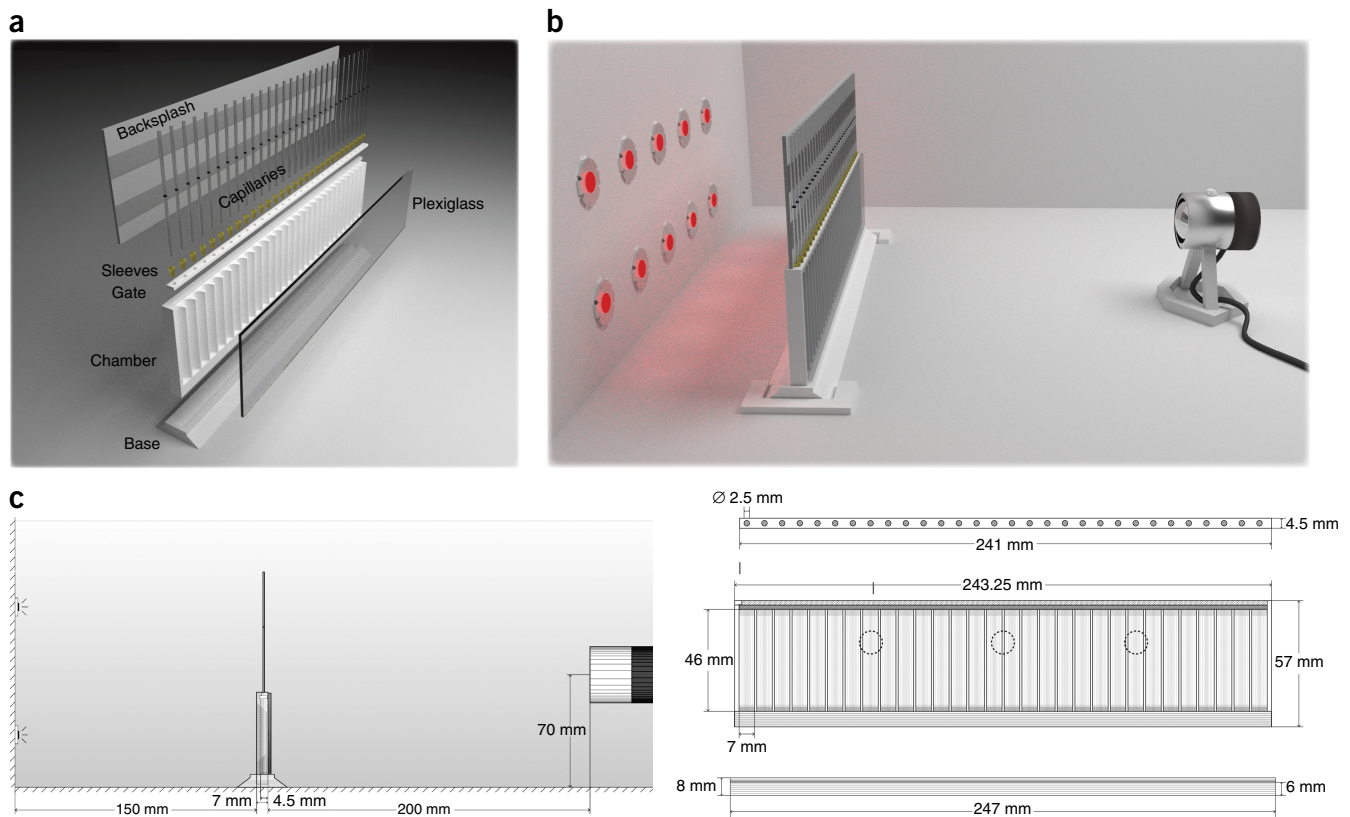 a
b
Backsplash
Capillaries
Plexiglass
Sleeves
Gate
Chamber
Base
c
∅ 2.5 mm
4.5 mm
241 mm
243.25 mm
46 mm
57 mm
70 mm
7 mm
8 mm
6 mm
7 mm
4.5 mm
150 mm
200 mm
247 mm